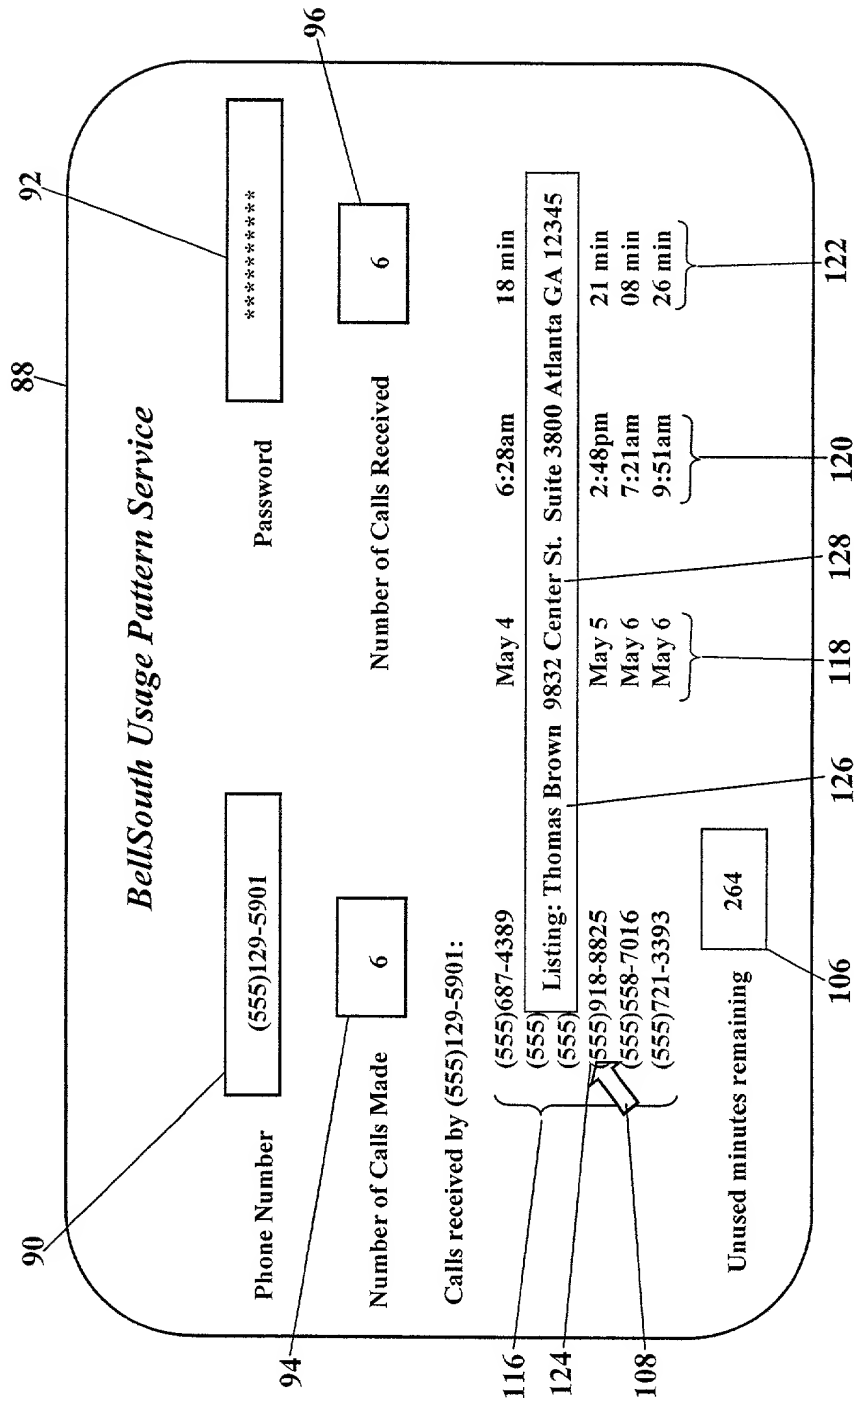 88
92
96
BellSouth Usage Pattern Service
90
Phone Number (555)129-5901 Password **********
94
Number of Calls Made 6 Number of Calls Received 6
Calls received by (555)129-5901:
(555)687-4389 May 4 6:28am 18 min
(555) Listing: Thomas Brown 9832 Center St. Suite 3800 Atlanta GA 12345
(555)
(555)918-8825 May 5 2:48pm 21 min
(555)558-7016 May 6 7:21am 08 min
(555)721-3393 May 6 9:51am 26 min
116
124
108
Unused minutes remaining 264
106
126
118
128
120
122